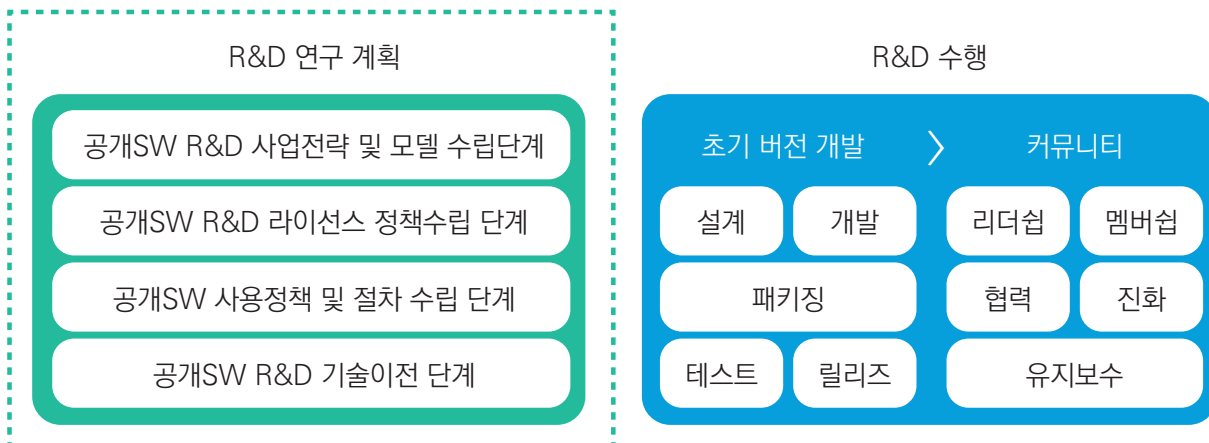 R&D 연구 계획
공개SW R&D 사업전략 및 모델 수립단계
공개SW R&D 라이선스 정책수립 단계
공개SW 사용정책 및 절차 수립 단계
공개SW R&D 기술이전 단계
R&D 수행
초기 버전 개발 〉 커뮤니티
설계 개발 리더쉽 멤버쉽
패키징 협력 진화
테스트 릴리즈 유지보수